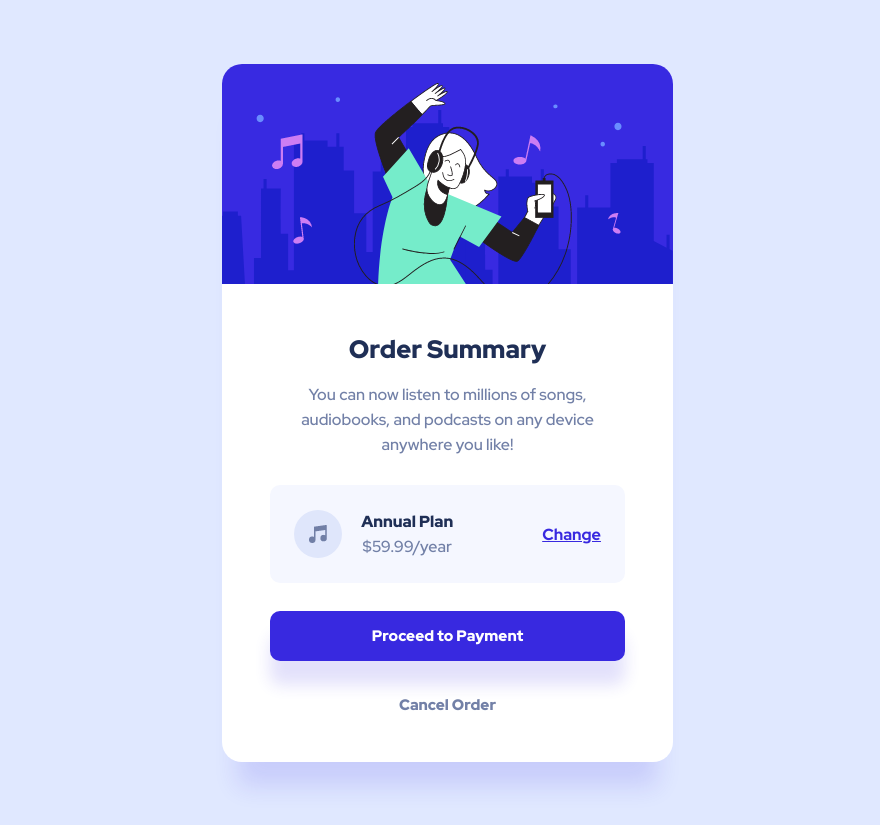 Order Summary
You can now listen to millions of songs,
audiobooks, and podcasts on any device
anywhere you like!
Annual Plan
$59.99/year
Change
Proceed to Payment
Cancel Order